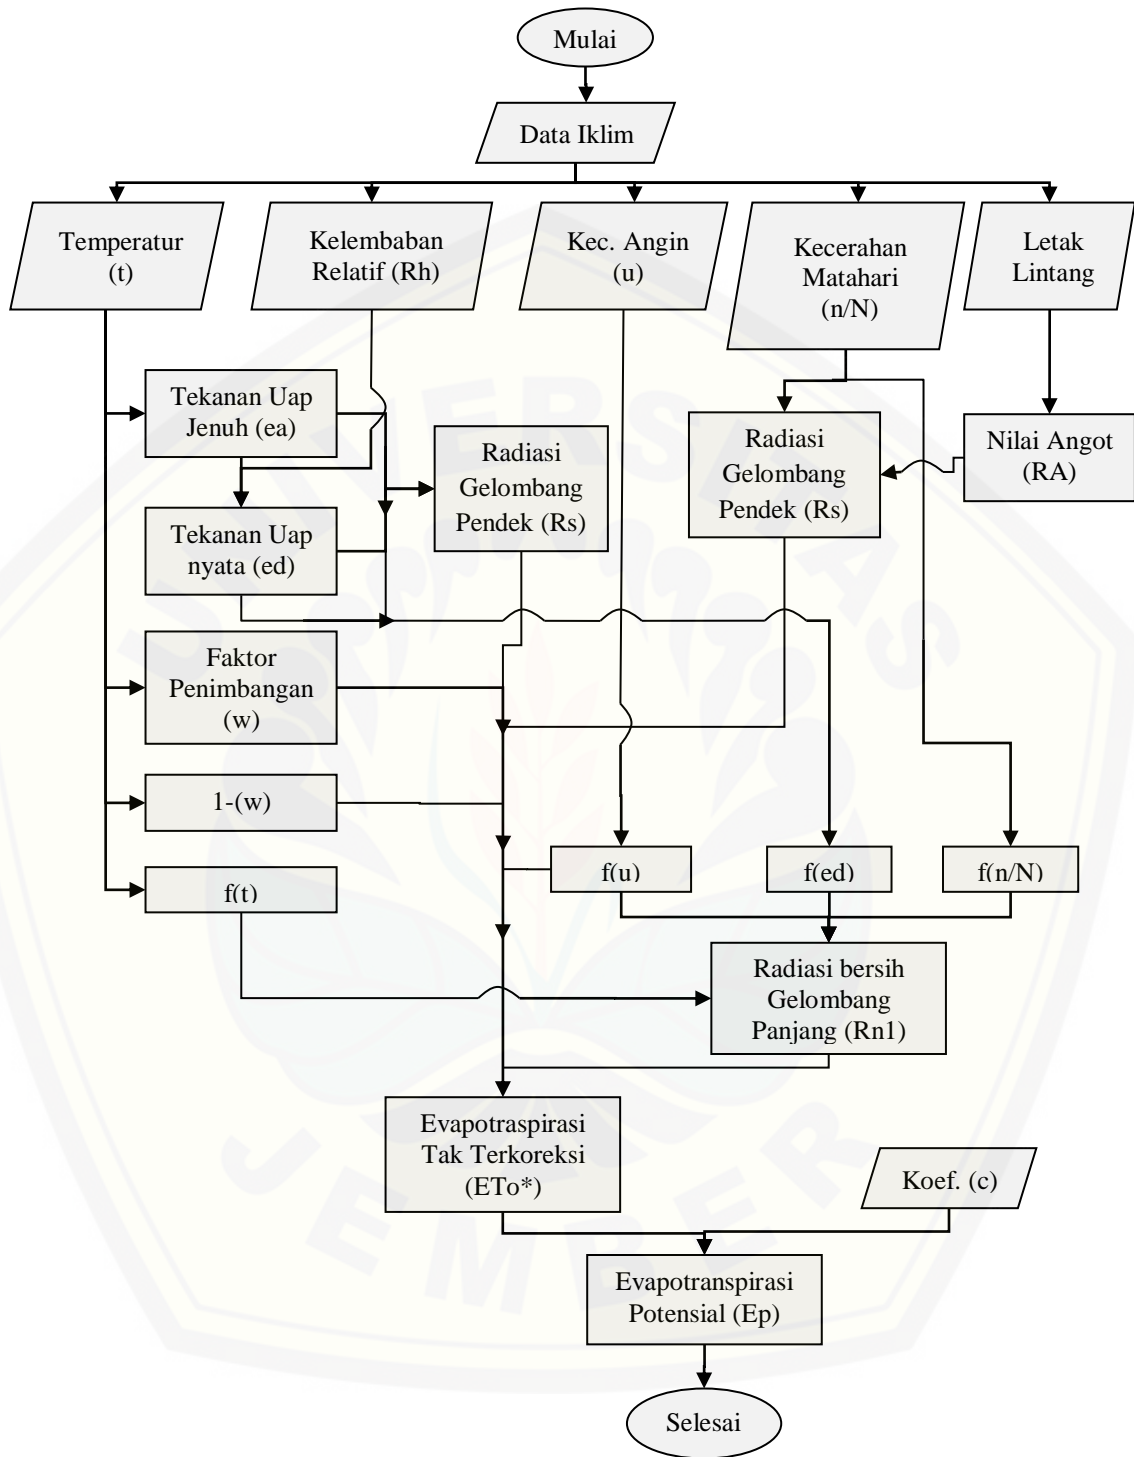 Mulai
Data Iklim
Temperatur
(t)
Kelembaban
Relatif (Rh)
Kec. Angin
(u)
Kecerahan
Matahari
(n/N)
Letak
Lintang
Tekanan Uap
Jenuh (ea)
Radiasi
Gelombang
Pendek (Rs)
Radiasi
Gelombang
Pendek (Rs)
Nilai Angot
(RA)
Tekanan Uap
nyata (ed)
Faktor
Penimbangan
(w)
1-(w)
f(t)
f(u)
f(ed)
f(n/N)
Radiasi bersih
Gelombang
Panjang (Rn1)
Evapotraspirasi
Tak Terkoreksi
(ETo*)
Koef. (c)
Evapotranspirasi
Potensial (Ep)
Selesai
UNIVERSITAS
JEMBER